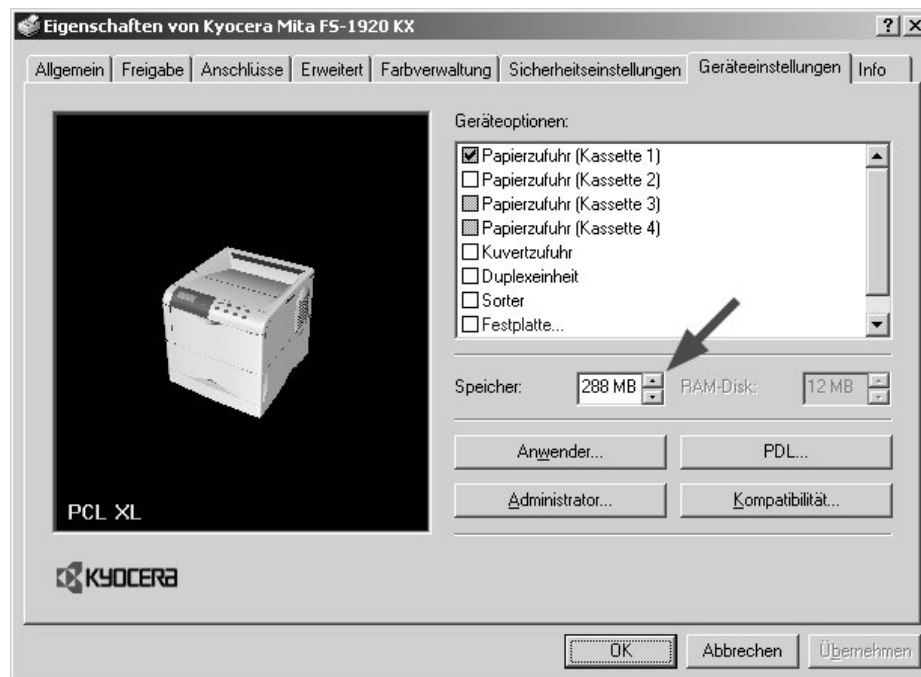 Eigenschaften von Kyocera Mita FS-1920 KX
Allgemein Freigabe Anschlüsse Erweitert Farbverwaltung Sicherheitseinstellungen Geräteeinstellungen Info
Geräteoptionen:
Papierzufuhr (Kassette 1)
Papierzufuhr (Kassette 2)
Papierzufuhr (Kassette 3)
Papierzufuhr (Kassette 4)
Kuvertzufuhr
Duplexeinheit
Sorter
Festplatte...
Speicher: 288 MB RAM-Disk: 12 MB
Anwender... PDL...
Administrator... Kompatibilität...
PCL XL
KYOCERA
OK Abbrechen Übernehmen